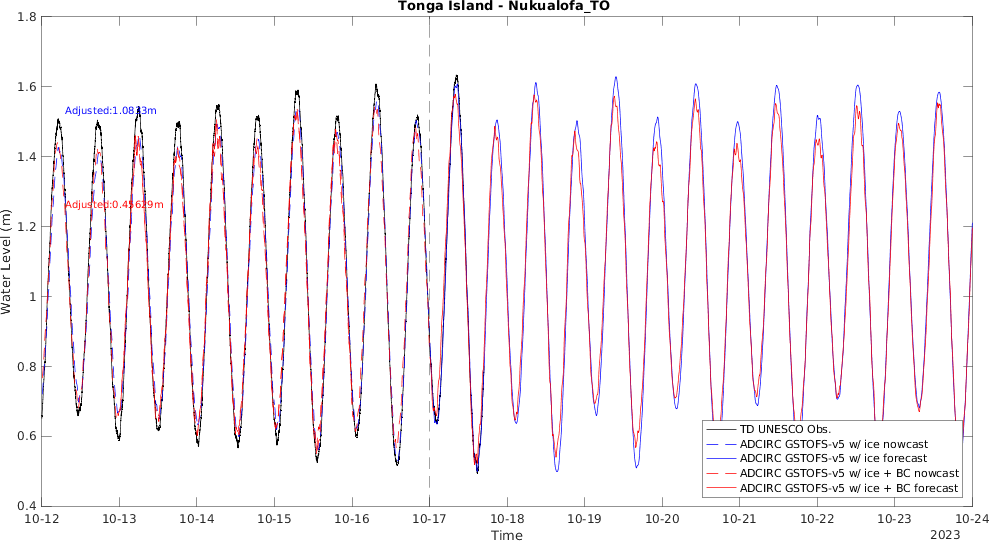 Tonga Island - Nukualofa_TO
1.8
1.6
1.4
1.2
1
0.8
0.6
0.4
Water Level (m)
Adjusted:1.0833m
Adjusted:0.45629m
TD UNESCO Obs.
ADCIRC GSTOFS-v5 w/ ice nowcast
ADCIRC GSTOFS-v5 w/ ice forecast
ADCIRC GSTOFS-v5 w/ ice + BC nowcast
ADCIRC GSTOFS-v5 w/ ice + BC forecast
10-12 10-13 10-14 10-15 10-16 10-17 10-18 10-19 10-20 10-21 10-22 10-23 10-24
Time
2023